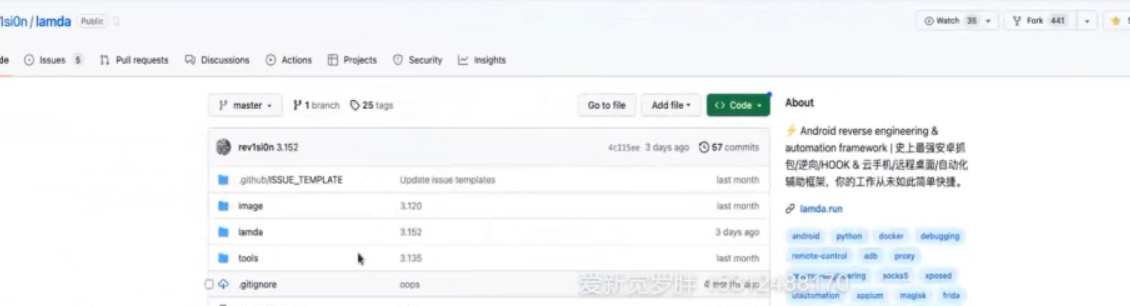 1si0n / lamda Public
Watch 36 Fork 441
Issues 5 Pull requests Discussions Actions Projects Security Insights
master 1 branch 25 tags Go to file Add file Code
rev1si0n 3.152 4c115ee 3 days ago 57 commits
.github/ISSUE_TEMPLATE Update issue templates last month
image 3.120 last month
lamda 3.152 3 days ago
tools 3.135 last month
.gitignore oops
About
⚡ Android reverse engineering &
automation framework | 史上最强安卓抓
包/逆向/HOOK & 云手机/远程桌面/自动化
辅助框架，你的工作从未如此简单快捷。
lamda.run
android python docker debugging
remote-control adb proxy
socks5 xposed
uiautomation appium magisk frida
爱新觉罗胖